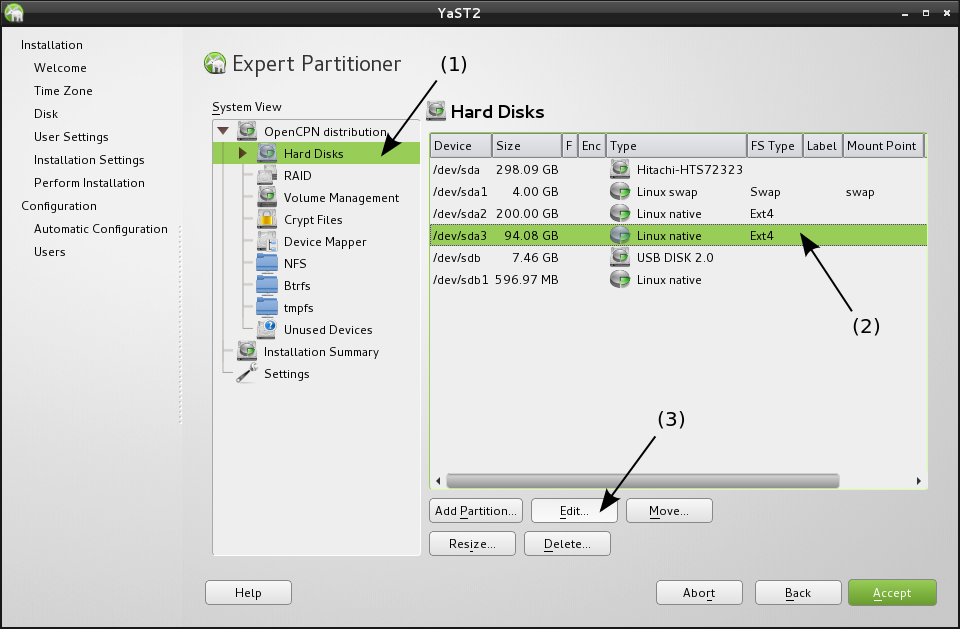 YaST2
Installation
Welcome
Time Zone
Disk
User Settings
Installation Settings
Perform Installation
Configuration
Automatic Configuration
Users
Expert Partitioner
(1)
System View
OpenCPN distribution
Hard Disks
RAID
Volume Management
Crypt Files
Device Mapper
NFS
Btrfs
tmpfs
Unused Devices
Installation Summary
Settings
Hard Disks
Device Size F Enc Type FS Type Label Mount Point
/dev/sda 298.09 GB Hitachi-HTS72323
/dev/sda1 4.00 GB Linux swap Swap swap
/dev/sda2 200.00 GB Linux native Ext4
/dev/sda3 94.08 GB Linux native Ext4
/dev/sdb 7.46 GB USB DISK 2.0
/dev/sdb1 596.97 MB Linux native
(2)
(3)
Add Partition... Edit... Move...
Resize... Delete...
Help Abort Back Accept